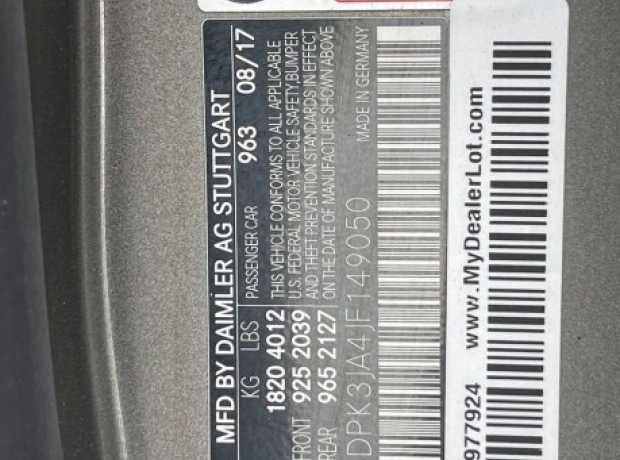 MFD BY DAIMLER AG STUTTGART
PASSENGER CAR 963 08/17
KG LBS
THIS VEHICLE CONFORMS TO ALL APPLICABLE
U.S. FEDERAL MOTOR VEHICLE SAFETY,BUMPER
AND THEFT PREVENTION STANDARDS IN EFFECT
ON THE DATE OF MANUFACTURE SHOWN ABOVE
1820 4012
FRONT 925 2039
REAR 965 2127
MADE IN GERMANY
DPK3JA4JF149050
977924 www.MyDealerLot.com